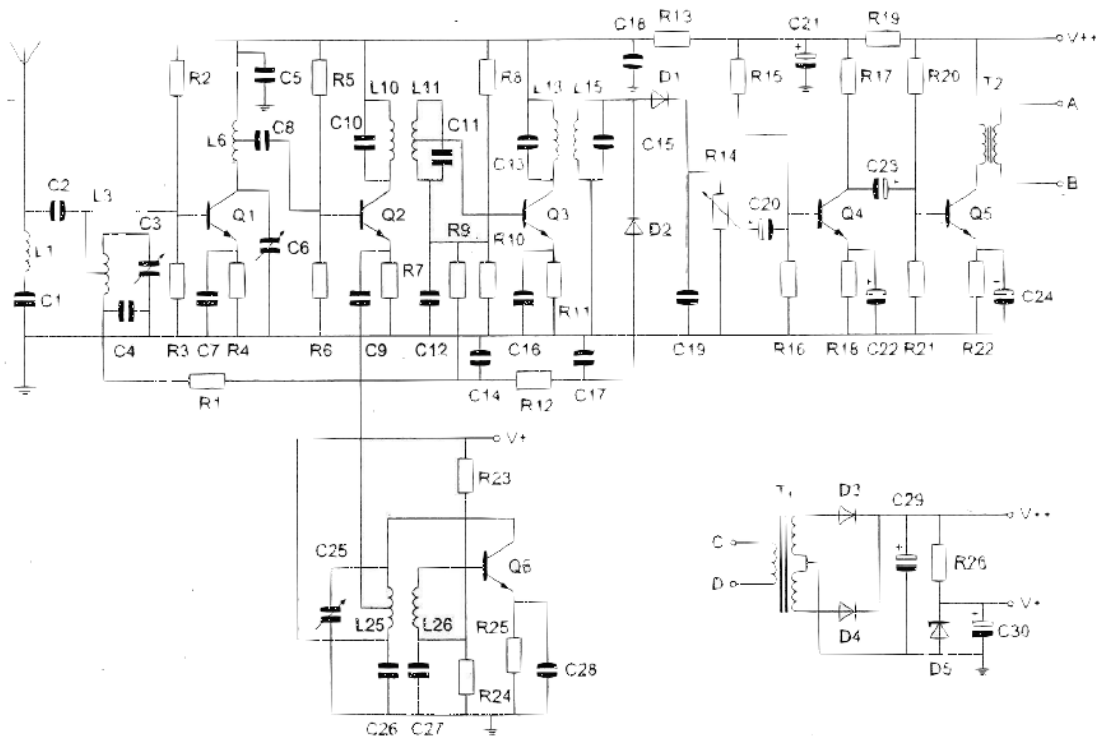 R13
C21
R19
C18
V++
R2
C5
R5
R8
D1
R15
R17
R20
L10
L11
L13
L15
T2
A
C8
C10
C11
L6
C13
C15
R14
C23
B
C2
L3
C3
Q1
C6
Q2
Q3
D2
C20
Q4
Q5
R9
R10
L1
R7
C1
R11
C24
C4
R3
C7
R4
R6
C9
C12
C16
C19
R16
R18
C22
R21
R22
R1
C14
R12
C17
V+
R23
T1
D3
C29
V++
C
C25
Q6
D
R26
L25
L26
R25
D4
V+
C30
R24
C28
D5
C26
C27